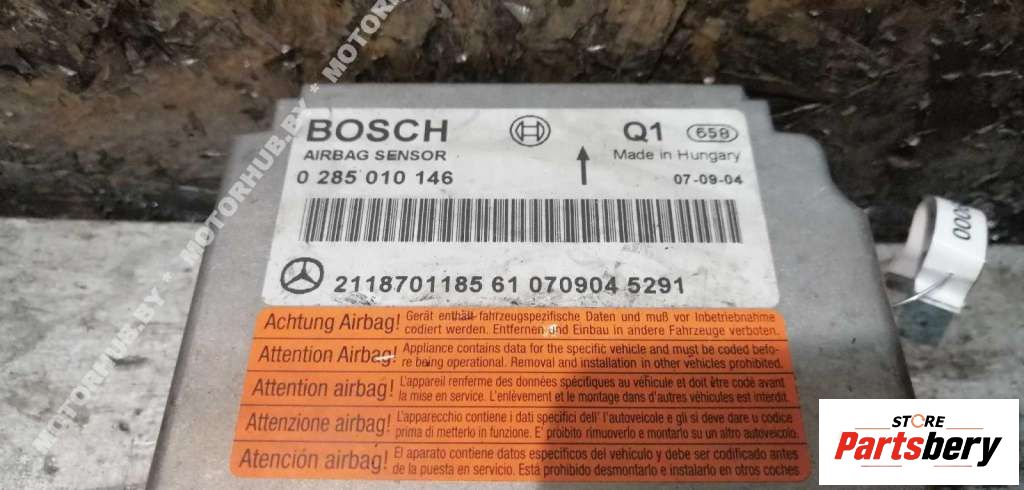 BOSCH
AIRBAG SENSOR
0 285 010 146
Q1 658
Made in Hungary
07-09-04
2118701185 61 070904 5291
Achtung Airbag! Gerät enthält fahrzeugspezifische Daten und muß vor Inbetriebnahme
codiert werden. Entfernen und Einbau in andere Fahrzeuge verboten.
Attention Airbag! Appliance contains data for the specific vehicle and must be coded befo-
re being operational. Removal and installation in other vehicles prohibited.
Attention airbag! L'appareil renferme des données spécifiques au véhicule et doit être codé avant
la mise en service. L'enlèvement et le montage dans d'autres véhicules est interdit.
Attenzione airbag! L'apparecchio contiene i dati specifici dell' l'autoveicolo e gli si deve dare u codice
prima di metterlo in funzione. E' proibito rimuoverlo e montarlo su un altro autoveicolo.
Atención airbag! El aparato contiene datos específicos del vehículo y debe ser codificado antes
de la puesta en servicio. Está prohibido desmontarlo e instalarlo en otros coches
MOTORHUB.BY * MOTORHUB.BY * MOTORHUB.BY
STORE
Partsbery